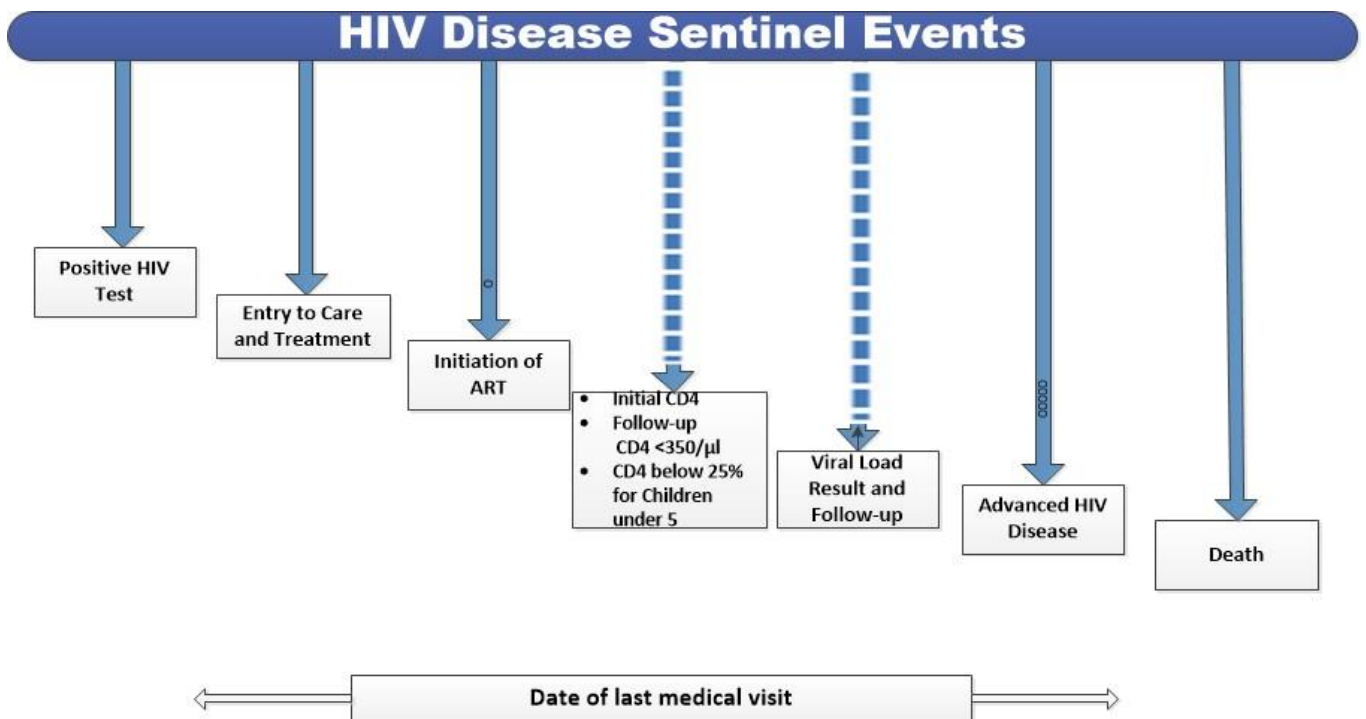 HIV Disease Sentinel Events
Positive HIV
Test
Entry to Care
and Treatment
Initiation of
ART
• Initial CD4
• Follow-up
CD4 <350/µl
• CD4 below 25%
for Children
under 5
Viral Load
Result and
Follow-up
Advanced HIV
Disease
Death
Date of last medical visit